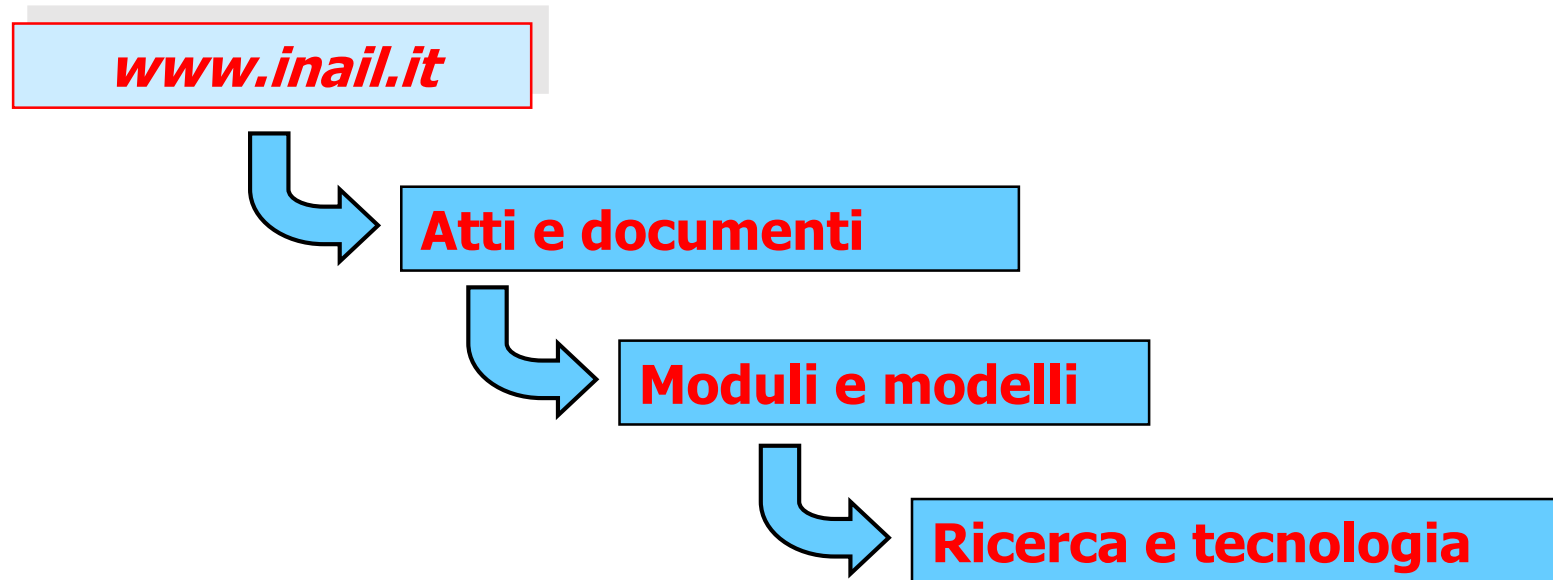 www.inail.it
Atti e documenti
Moduli e modelli
Ricerca e tecnologia